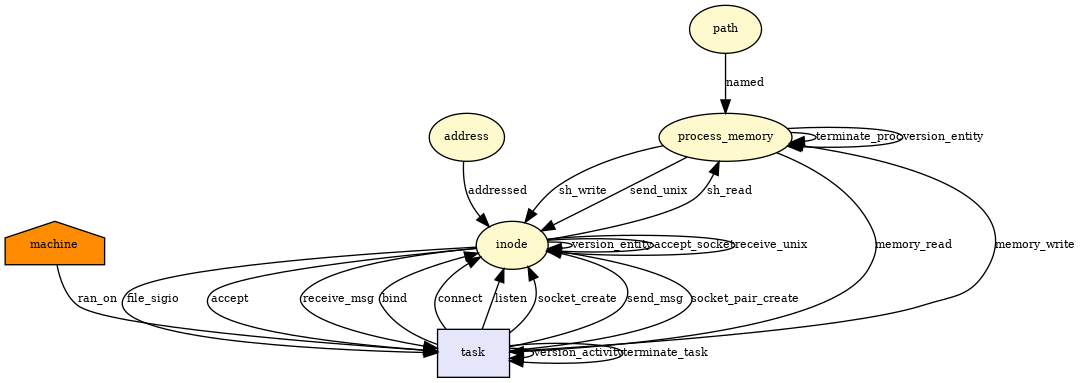 path
named
address
process_memory
terminate_proc
version_entity
addressed
sh_write
send_unix
sh_read
machine
inode
version_entity
accept_socket
receive_unix
memory_read
memory_write
ran_on
file_sigio
accept
receive_msg
bind
connect
listen
socket_create
send_msg
socket_pair_create
task
version_activity
terminate_task